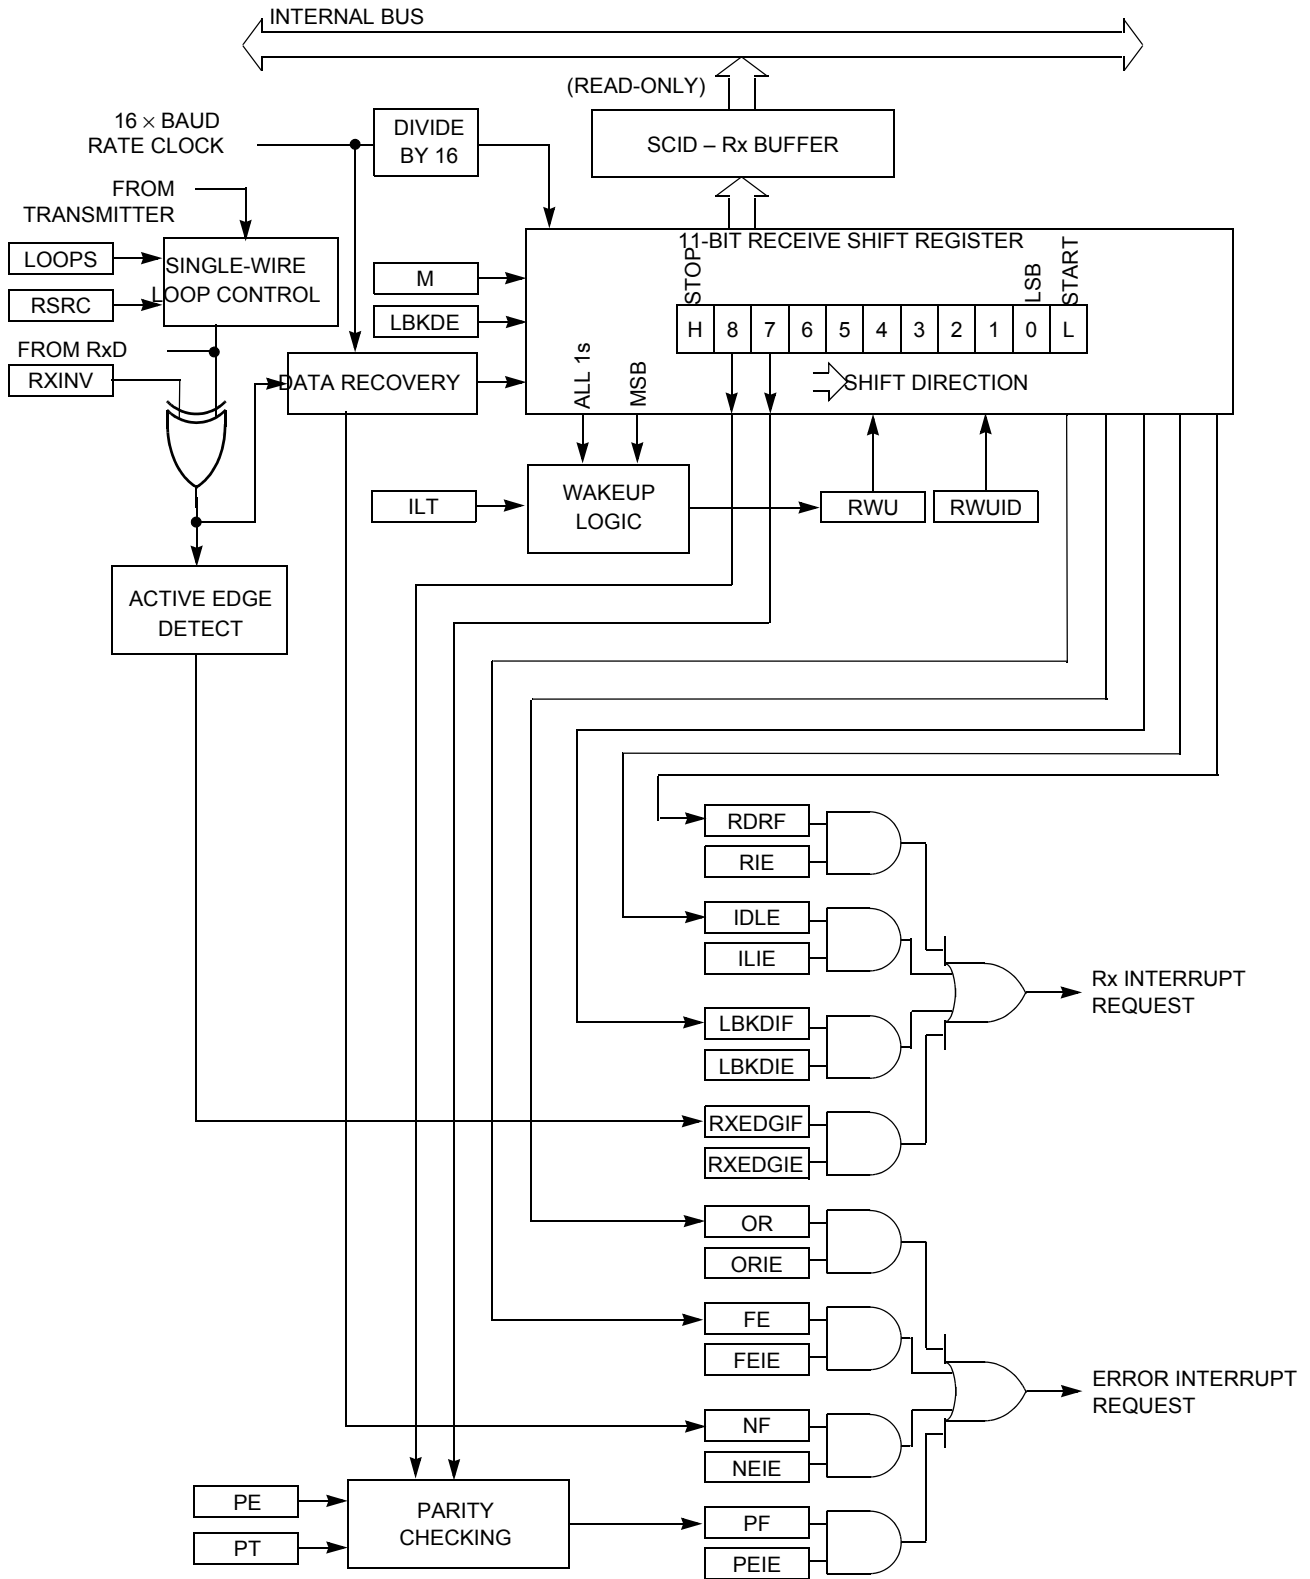 INTERNAL BUS
(READ-ONLY)
16 × BAUD
RATE CLOCK
DIVIDE
BY 16
SCID – Rx BUFFER
FROM
TRANSMITTER
LOOPS
RSRC
SINGLE-WIRE
LOOP CONTROL
FROM RxD
RXINV
M
LBKDE
DATA RECOVERY
11-BIT RECEIVE SHIFT REGISTER
STOP
LSB
START
H 8 7 6 5 4 3 2 1 0 L
SHIFT DIRECTION
ALL 1s
MSB
ILT
WAKEUP
LOGIC
RWU
RWUID
ACTIVE EDGE
DETECT
RDRF
RIE
IDLE
ILIE
Rx INTERRUPT
REQUEST
LBKDIF
LBKDIE
RXEDGIF
RXEDGIE
OR
ORIE
FE
FEIE
ERROR INTERRUPT
REQUEST
NF
NEIE
PE
PT
PARITY
CHECKING
PF
PEIE